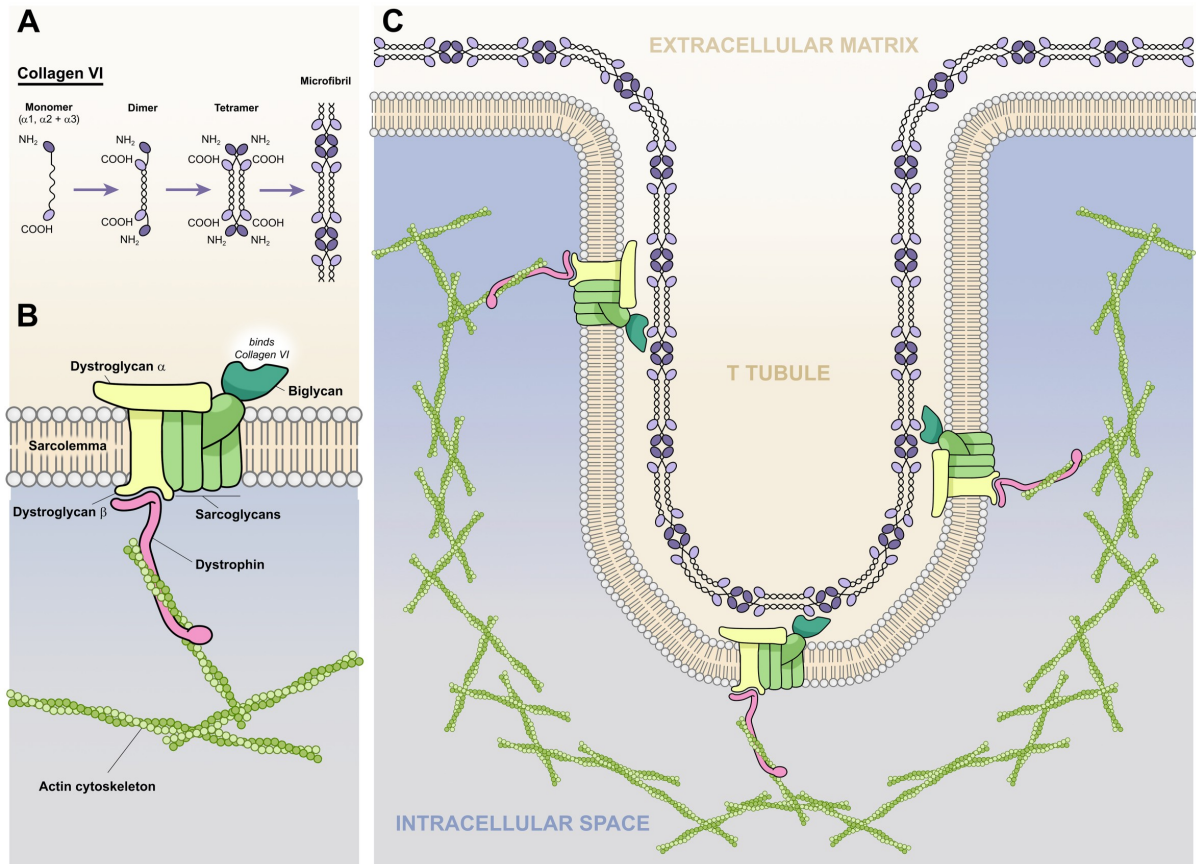 A
Collagen VI
Monomer
(α1, α2 + α3)
Dimer
Tetramer
Microfibril
NH2
COOH
NH2
COOH
COOH
NH2
NH2
NH2
COOH
COOH
COOH
COOH
NH2
NH2
B
binds
Collagen VI
Dystroglycan α
Biglycan
Sarcolemma
Dystroglycan β
Sarcoglycans
Dystrophin
Actin cytoskeleton
C
EXTRACELLULAR MATRIX
T TUBULE
INTRACELLULAR SPACE